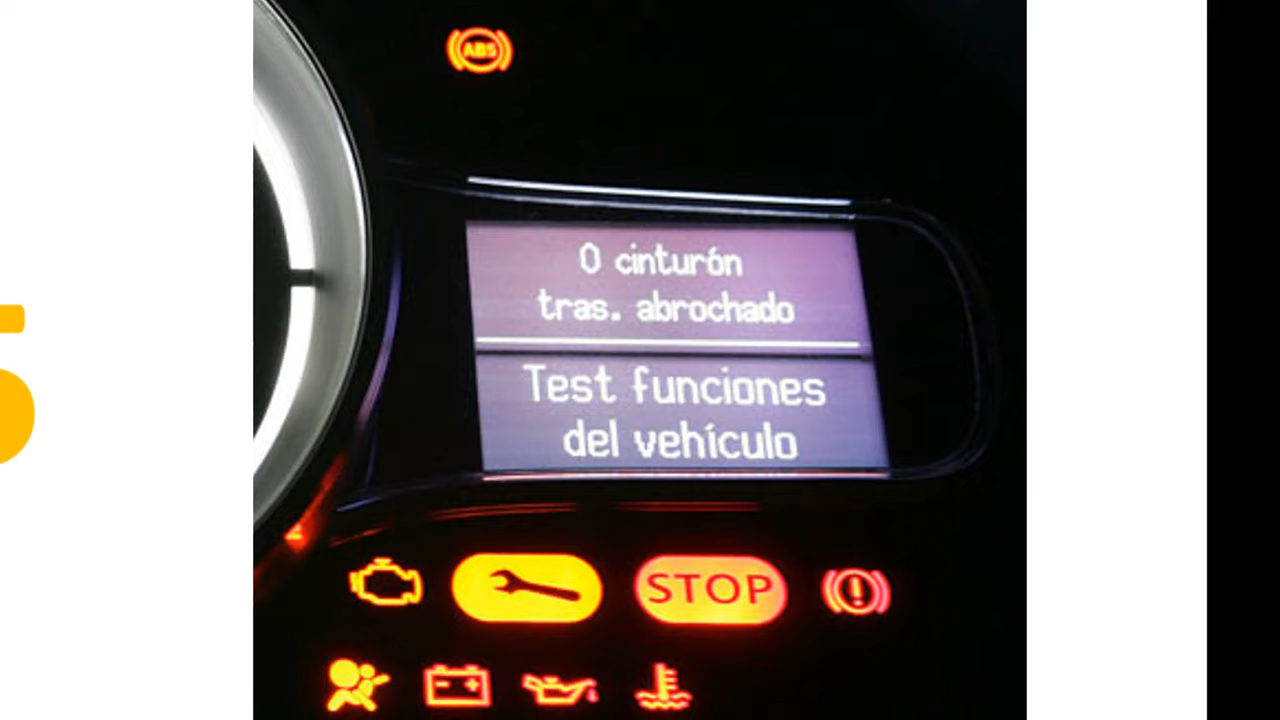 ABS
0 cinturón
tras. abrochado
Test funciones
del vehículo
STOP